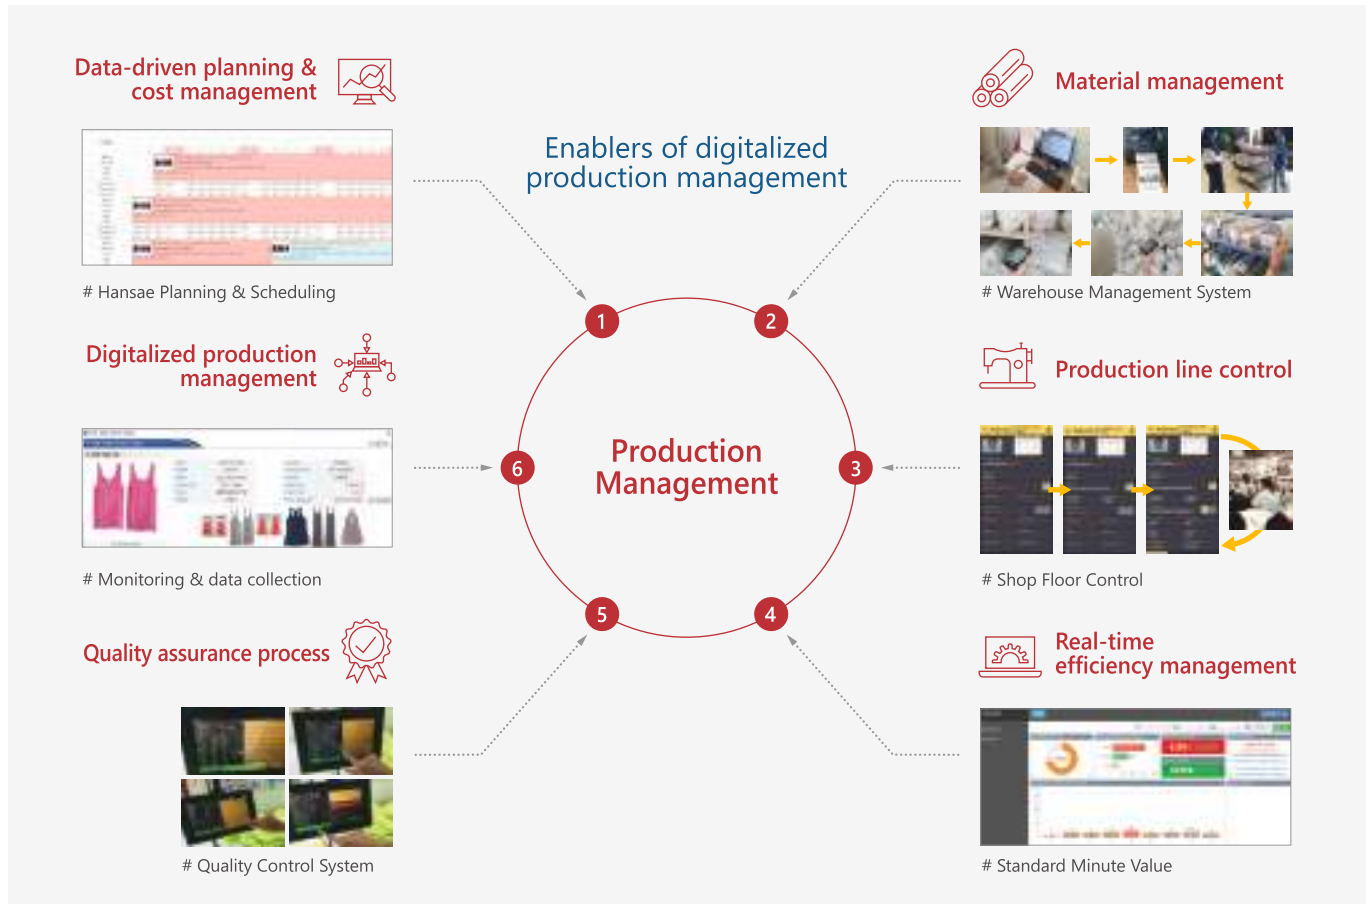 Data-driven planning &
cost management
# Hansae Planning & Scheduling
Enablers of digitalized
production management
Material management
# Warehouse Management System
1
2
Digitalized production
management
# Monitoring & data collection
6
Production
Management
3
Production line control
# Shop Floor Control
5
4
Quality assurance process
# Quality Control System
Real-time
efficiency management
# Standard Minute Value